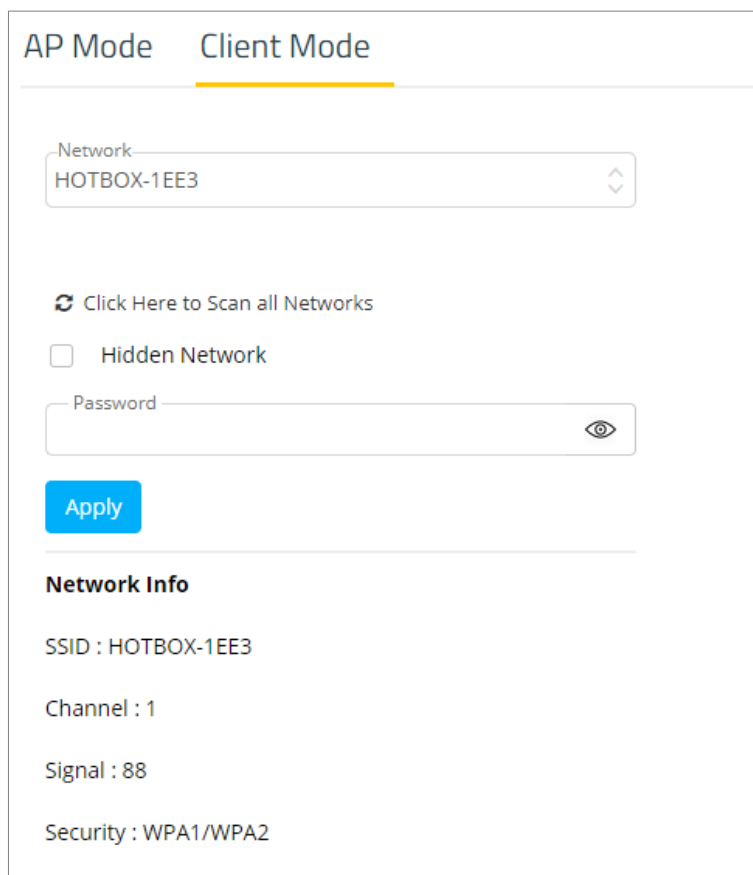 AP Mode Client Mode
Network
HOTBOX-1EE3
Click Here to Scan all Networks
Hidden Network
Password
Apply
Network Info
SSID : HOTBOX-1EE3
Channel : 1
Signal : 88
Security : WPA1/WPA2